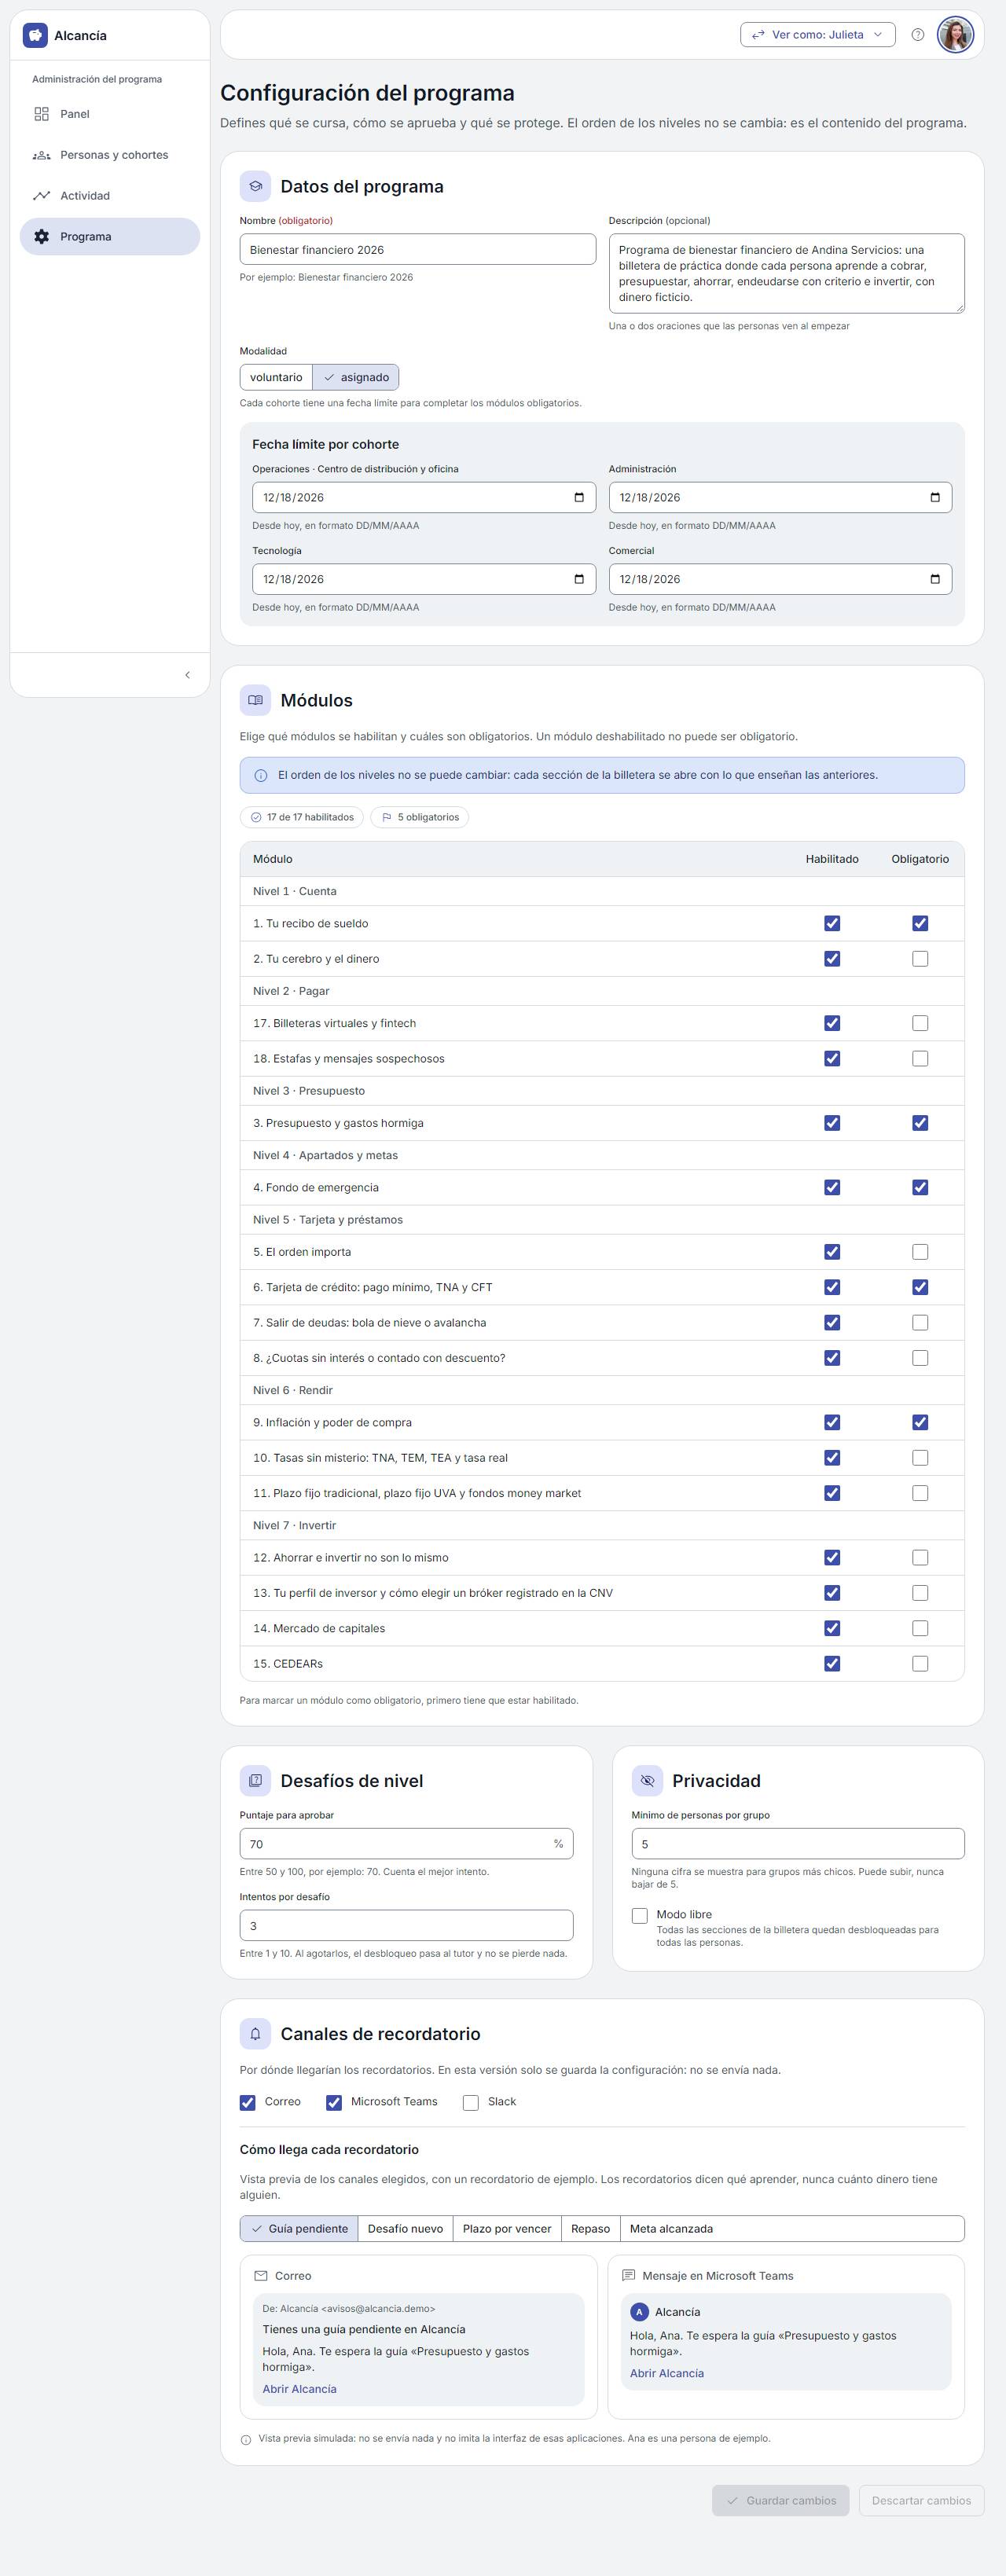 Alcancía
Ver como: Julieta
Administración del programa
Panel
Personas y cohortes
Actividad
Programa
Configuración del programa
Defines qué se cursa, cómo se aprueba y qué se protege. El orden de los niveles no se cambia: es el contenido del programa.
Datos del programa
Nombre (obligatorio)
Bienestar financiero 2026
Por ejemplo: Bienestar financiero 2026
Descripción (opcional)
Programa de bienestar financiero de Andina Servicios: una
billetera de práctica donde cada persona aprende a cobrar,
presupuestar, ahorrar, endeudarse con criterio e invertir, con
dinero ficticio.
Una o dos oraciones que las personas ven al empezar
Modalidad
voluntario
asignado
Cada cohorte tiene una fecha límite para completar los módulos obligatorios.
Fecha límite por cohorte
Operaciones · Centro de distribución y oficina
12/18/2026
Desde hoy, en formato DD/MM/AAAA
Administración
12/18/2026
Desde hoy, en formato DD/MM/AAAA
Tecnología
12/18/2026
Desde hoy, en formato DD/MM/AAAA
Comercial
12/18/2026
Desde hoy, en formato DD/MM/AAAA
Módulos
Elige qué módulos se habilitan y cuáles son obligatorios. Un módulo deshabilitado no puede ser obligatorio.
El orden de los niveles no se puede cambiar: cada sección de la billetera se abre con lo que enseñan las anteriores.
17 de 17 habilitados
5 obligatorios
Módulo Habilitado Obligatorio
Nivel 1 · Cuenta
1. Tu recibo de sueldo
2. Tu cerebro y el dinero
Nivel 2 · Pagar
17. Billeteras virtuales y fintech
18. Estafas y mensajes sospechosos
Nivel 3 · Presupuesto
3. Presupuesto y gastos hormiga
Nivel 4 · Apartados y metas
4. Fondo de emergencia
Nivel 5 · Tarjeta y préstamos
5. El orden importa
6. Tarjeta de crédito: pago mínimo, TNA y CFT
7. Salir de deudas: bola de nieve o avalancha
8. ¿Cuotas sin interés o contado con descuento?
Nivel 6 · Rendir
9. Inflación y poder de compra
10. Tasas sin misterio: TNA, TEM, TEA y tasa real
11. Plazo fijo tradicional, plazo fijo UVA y fondos money market
Nivel 7 · Invertir
12. Ahorrar e invertir no son lo mismo
13. Tu perfil de inversor y cómo elegir un bróker registrado en la CNV
14. Mercado de capitales
15. CEDEARs
Para marcar un módulo como obligatorio, primero tiene que estar habilitado.
Desafíos de nivel
Puntaje para aprobar
70 %
Entre 50 y 100, por ejemplo: 70. Cuenta el mejor intento.
Intentos por desafío
3
Entre 1 y 10. Al agotarlos, el desbloqueo pasa al tutor y no se pierde nada.
Privacidad
Mínimo de personas por grupo
5
Ninguna cifra se muestra para grupos más chicos. Puede subir, nunca
bajar de 5.
Modo libre
Todas las secciones de la billetera quedan desbloqueadas para
todas las personas.
Canales de recordatorio
Por dónde llegarían los recordatorios. En esta versión solo se guarda la configuración: no se envía nada.
Correo
Microsoft Teams
Slack
Cómo llega cada recordatorio
Vista previa de los canales elegidos, con un recordatorio de ejemplo. Los recordatorios dicen qué aprender, nunca cuánto dinero tiene
alguien.
Guía pendiente
Desafío nuevo
Plazo por vencer
Repaso
Meta alcanzada
Correo
De: Alcancía <avisos@alcancia.demo>
Tienes una guía pendiente en Alcancía
Hola, Ana. Te espera la guía «Presupuesto y gastos
hormiga».
Abrir Alcancía
Mensaje en Microsoft Teams
A Alcancía
Hola, Ana. Te espera la guía «Presupuesto y gastos
hormiga».
Abrir Alcancía
Vista previa simulada: no se envía nada y no imita la interfaz de esas aplicaciones. Ana es una persona de ejemplo.
Guardar cambios
Descartar cambios